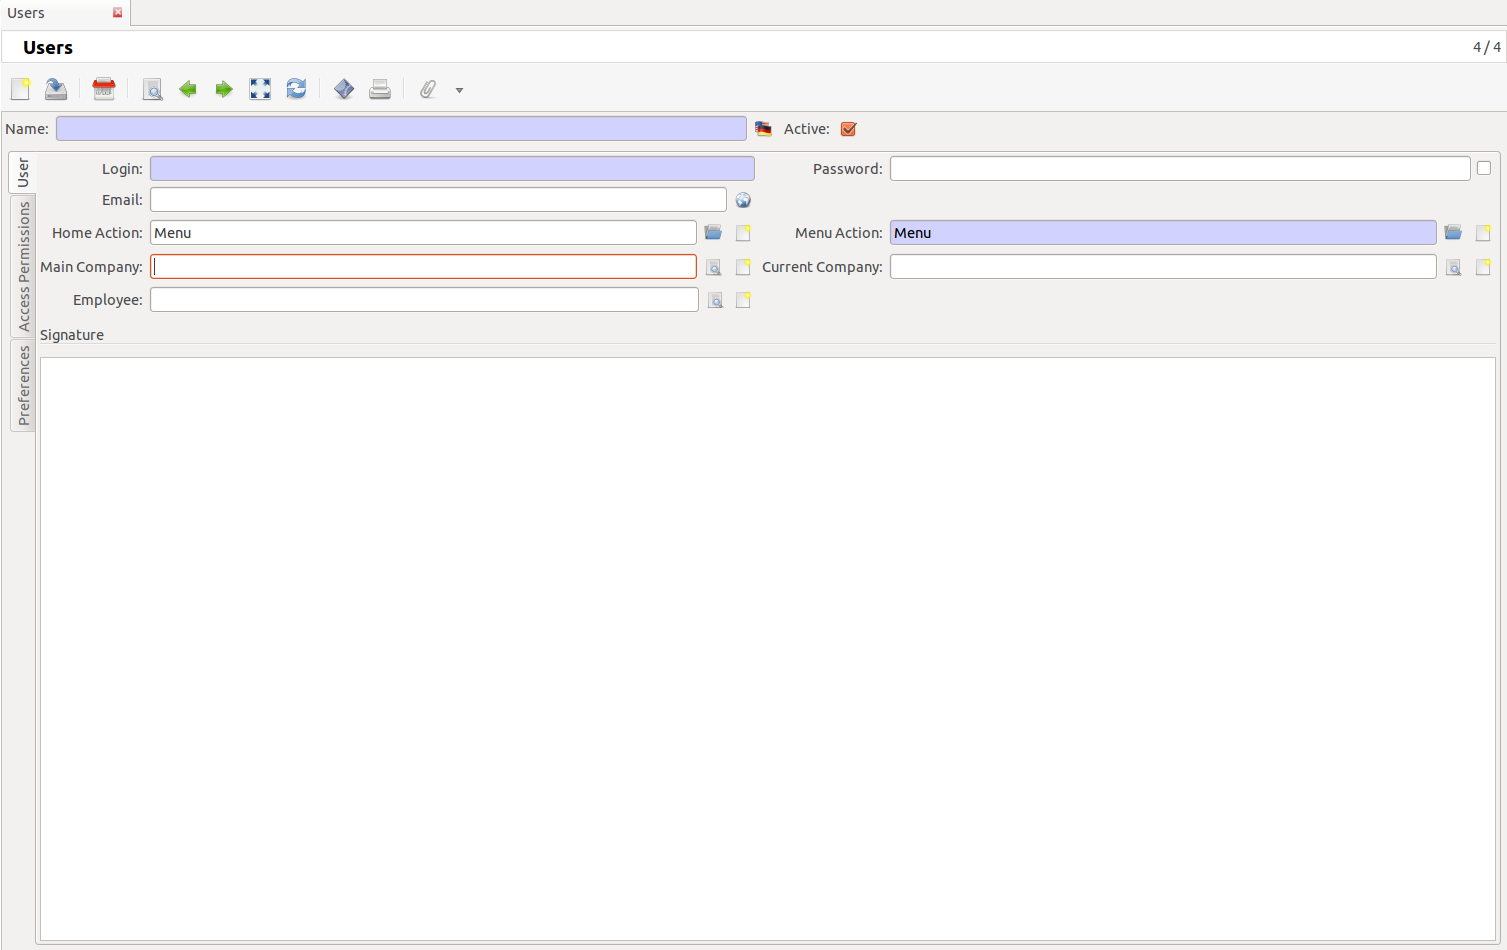 Users
Users
4 / 4
Name:
Active:
User
Access Permissions
Preferences
Login:
Password:
Email:
Home Action: Menu
Menu Action: Menu
Main Company:
Current Company:
Employee:
Signature